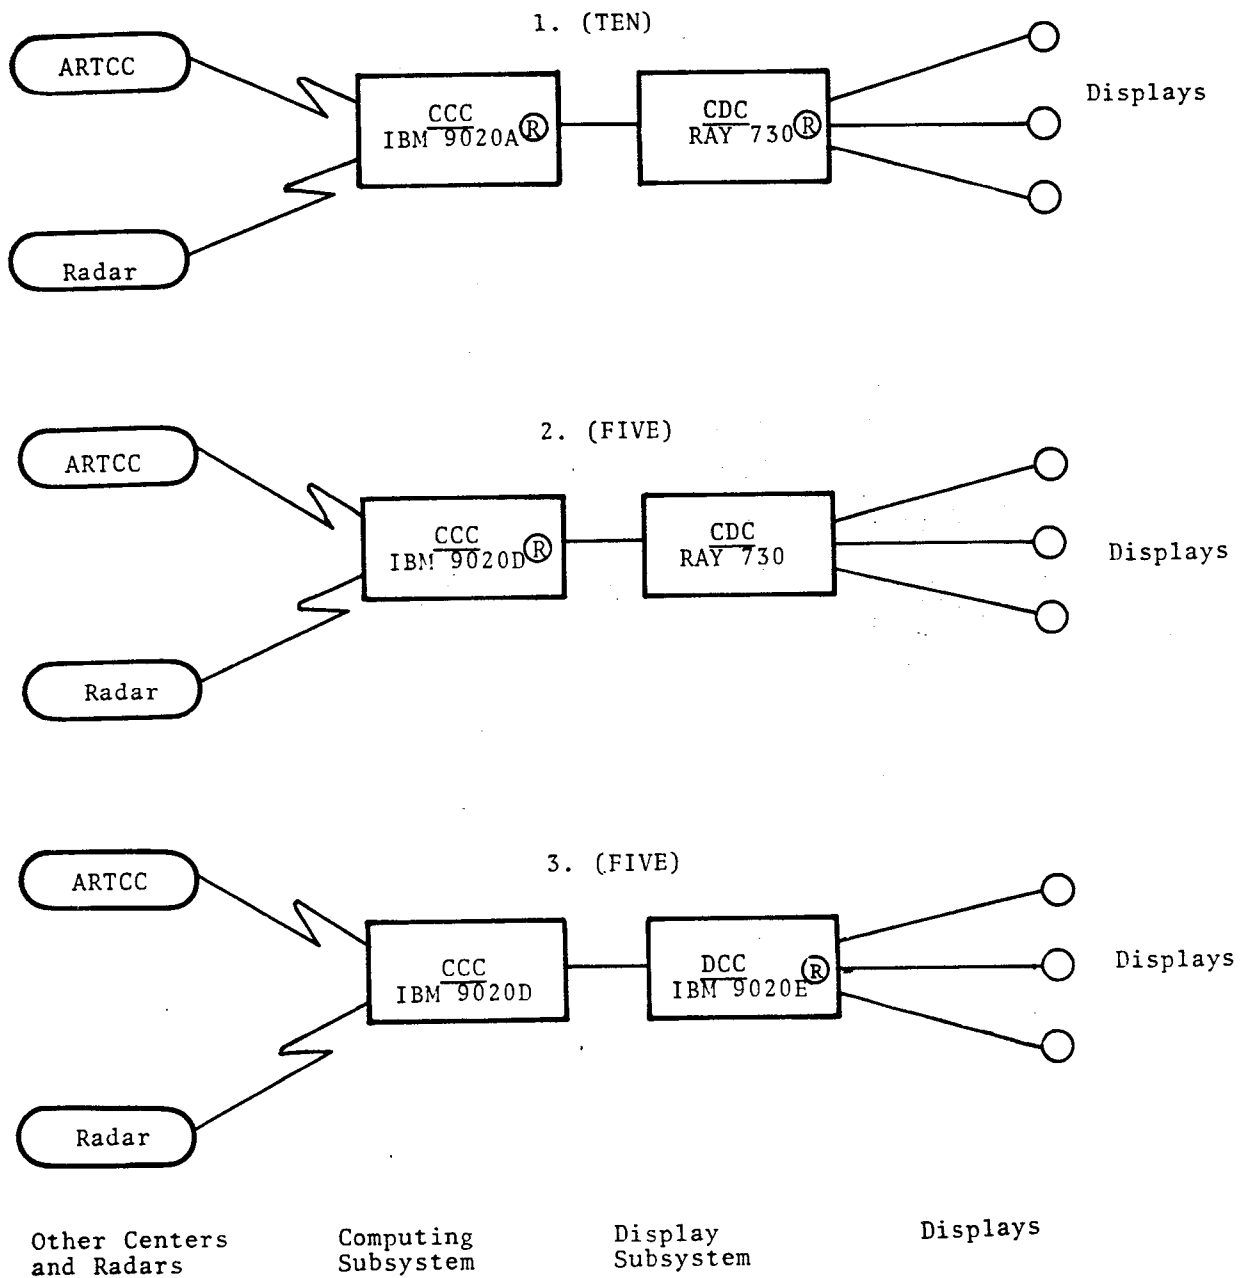 1. (TEN)
ARTCC
CCC
IBM 9020A ®
CDC
RAY 730 ®
Displays
Radar
2. (FIVE)
ARTCC
CCC
IBM 9020D ®
CDC
RAY 730
Displays
Radar
3. (FIVE)
ARTCC
CCC
IBM 9020D
DCC
IBM 9020E ®
Displays
Radar
Other Centers
and Radars
Computing
Subsystem
Display
Subsystem
Displays